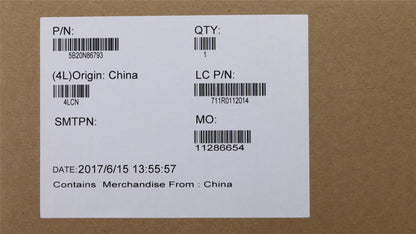 P/N: QTY:
5B20N86793 1
(4L)Origin: China LC P/N:
4LCN 711R0112014
SMTPN: MO:
11286654
DATE: 2017/6/15 13:55:57
Contains Merchandise From : China